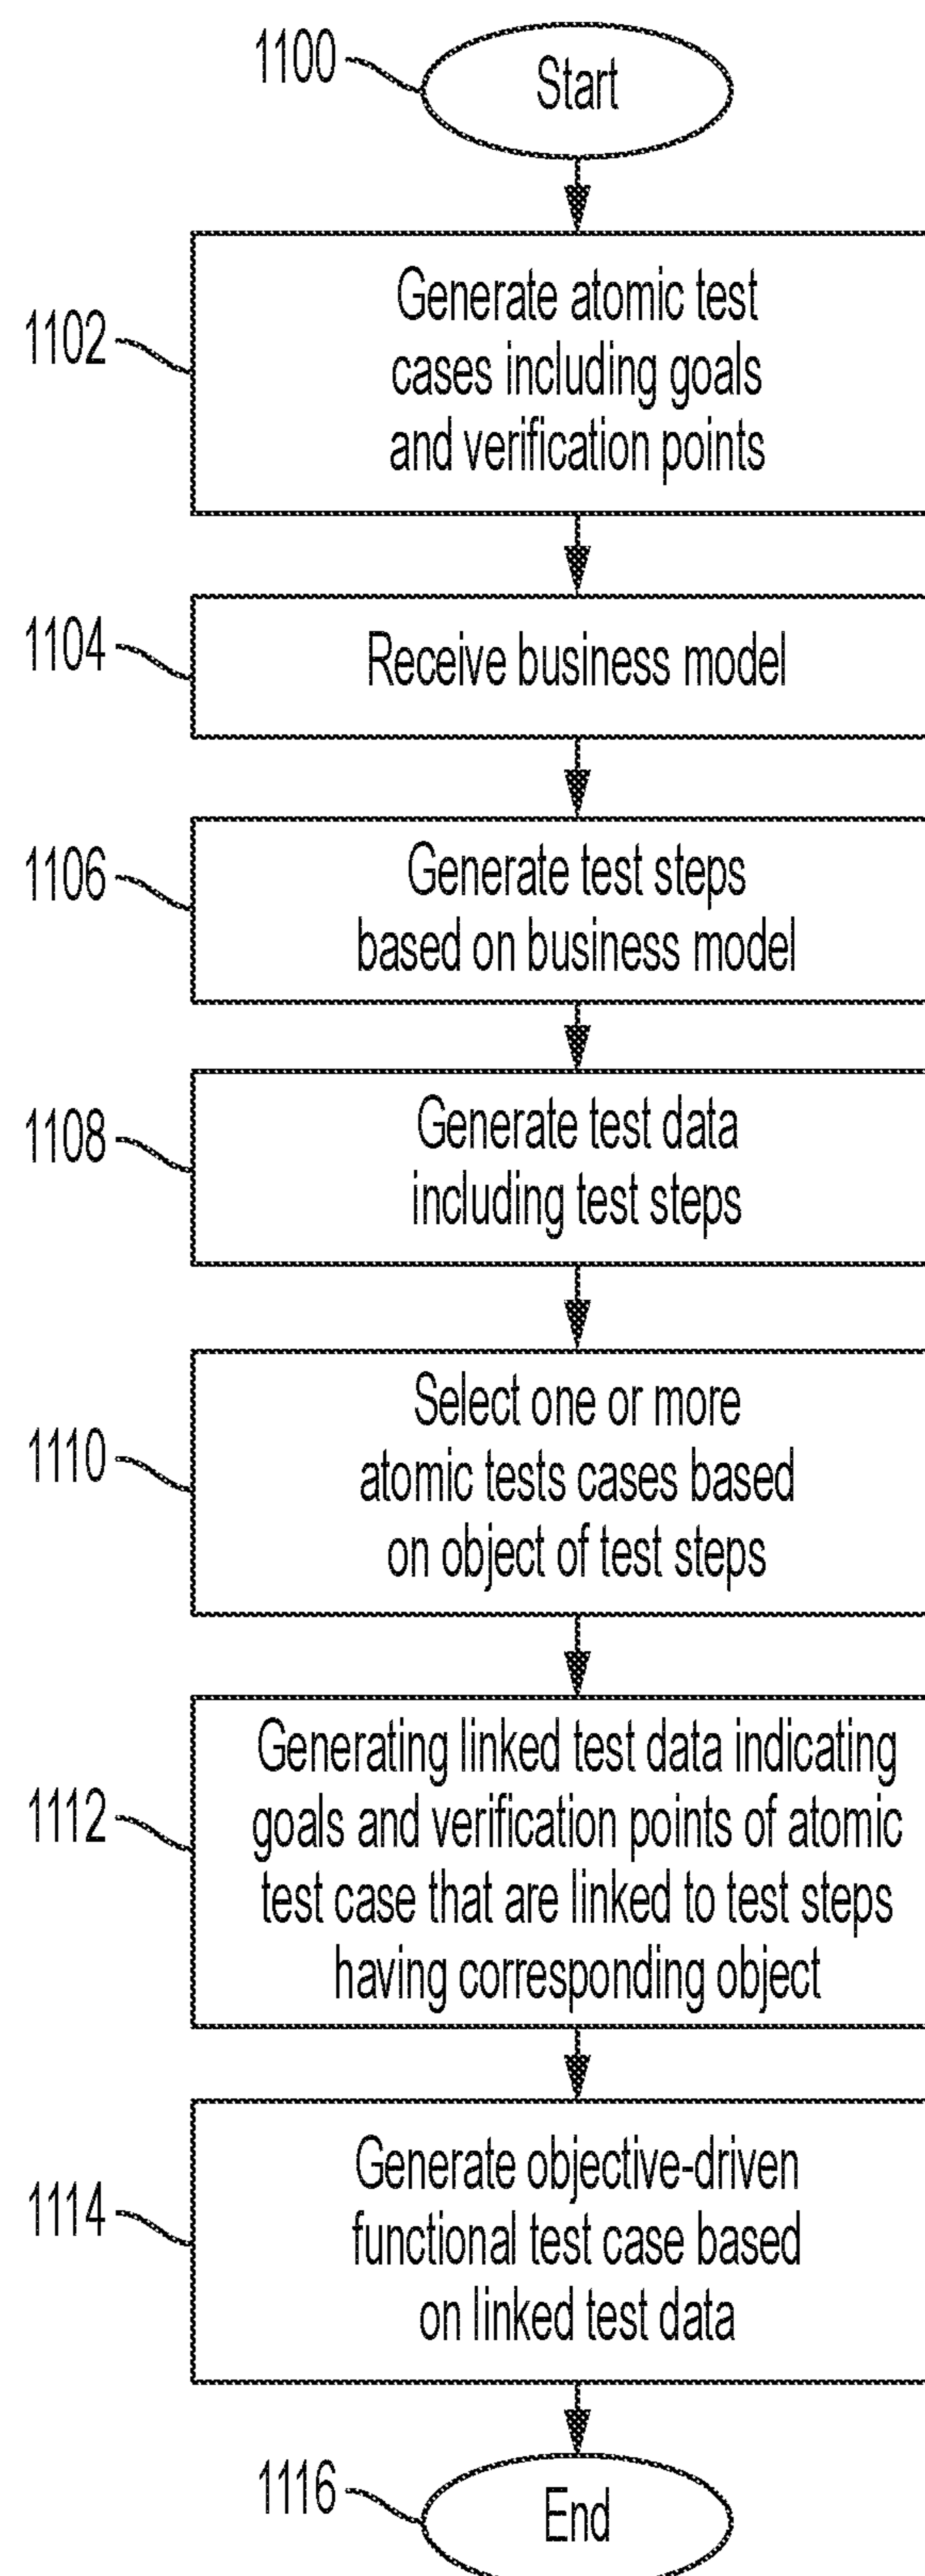 1100
Start
1102
Generate atomic test
cases including goals
and verification points
1104
Receive business model
1106
Generate test steps
based on business model
1108
Generate test data
including test steps
1110
Select one or more
atomic tests cases based
on object of test steps
1112
Generating linked test data indicating
goals and verification points of atomic
test case that are linked to test steps
having corresponding object
1114
Generate objective-driven
functional test case based
on linked test data
1116
End